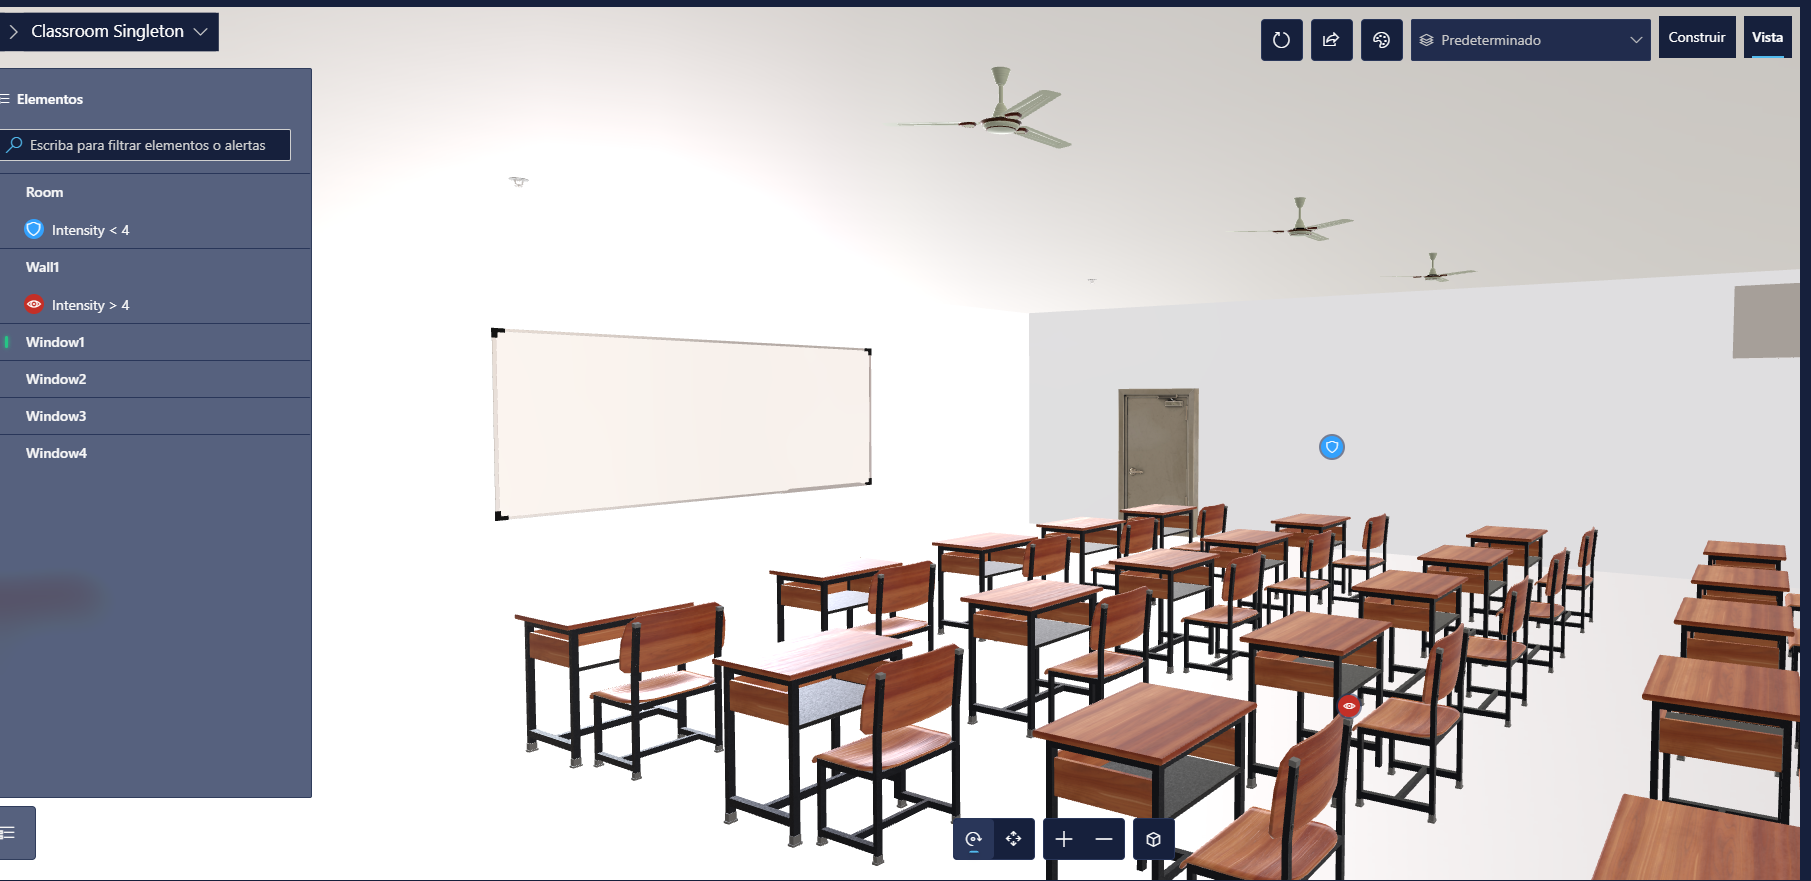 Classroom Singleton
Predeterminado
Construir
Vista
Elementos
Escriba para filtrar elementos o alertas
Room
Intensity < 4
Wall1
Intensity > 4
Window1
Window2
Window3
Window4